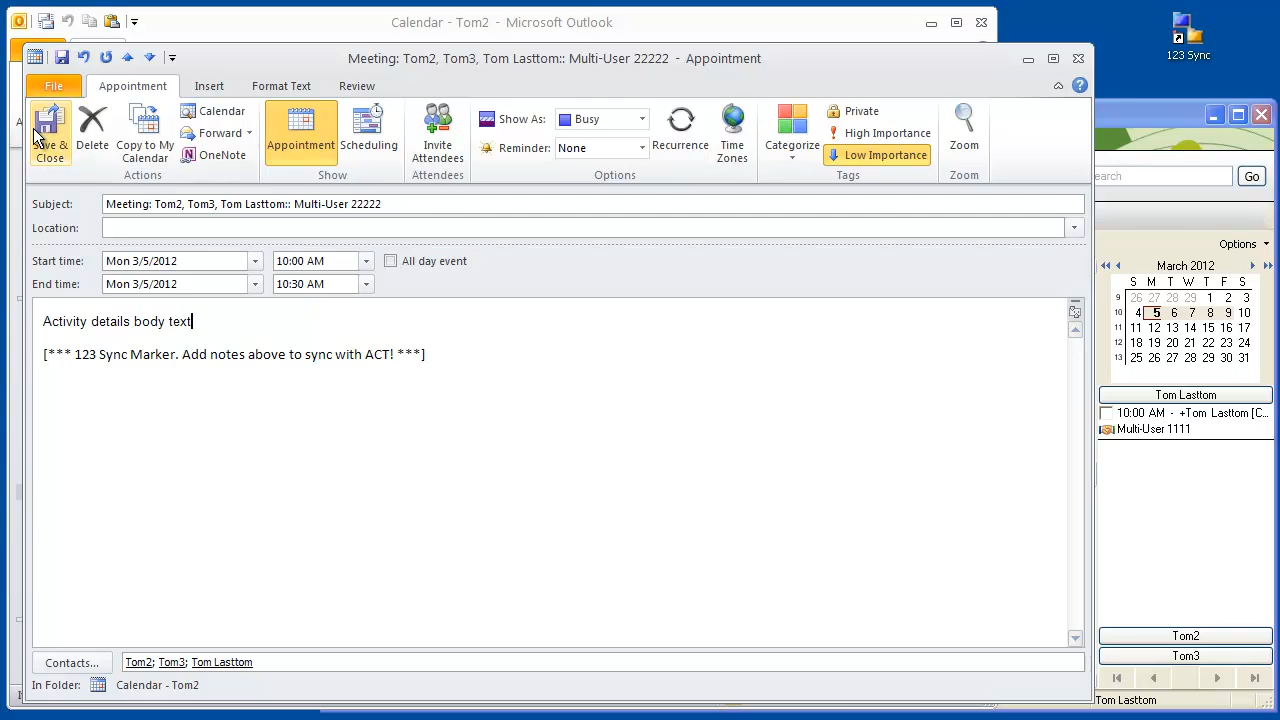 Calendar - Tom2 - Microsoft Outlook
123 Sync
Meeting: Tom2, Tom3, Tom Lasttom:: Multi-User 22222 - Appointment
File
Appointment
Insert
Format Text
Review
Save &
Close
Delete
Copy to My
Calendar
Calendar
Forward
OneNote
Actions
Appointment
Scheduling
Show
Invite
Attendees
Attendees
Show As:
Busy
Reminder:
None
Recurrence
Time
Zones
Options
Categorize
Private
High Importance
Low Importance
Tags
Zoom
Zoom
Subject:
Meeting: Tom2, Tom3, Tom Lasttom:: Multi-User 22222
Location:
Start time:
Mon 3/5/2012
10:00 AM
All day event
End time:
Mon 3/5/2012
10:30 AM
Activity details body text
[*** 123 Sync Marker. Add notes above to sync with ACT! ***]
Contacts...
Tom2; Tom3; Tom Lasttom
In Folder:
Calendar - Tom2
earch
Go
Options
March 2012
S M T W T F S
9 26 27 28 29 1 2 3
10 4 5 6 7 8 9 10
11 12 13 14 15 16 17
12 18 19 20 21 22 23 24
13 25 26 27 28 29 30 31
Tom Lasttom
10:00 AM - +Tom Lasttom [C...
Multi-User 1111
Tom2
Tom3
Tom Lasttom